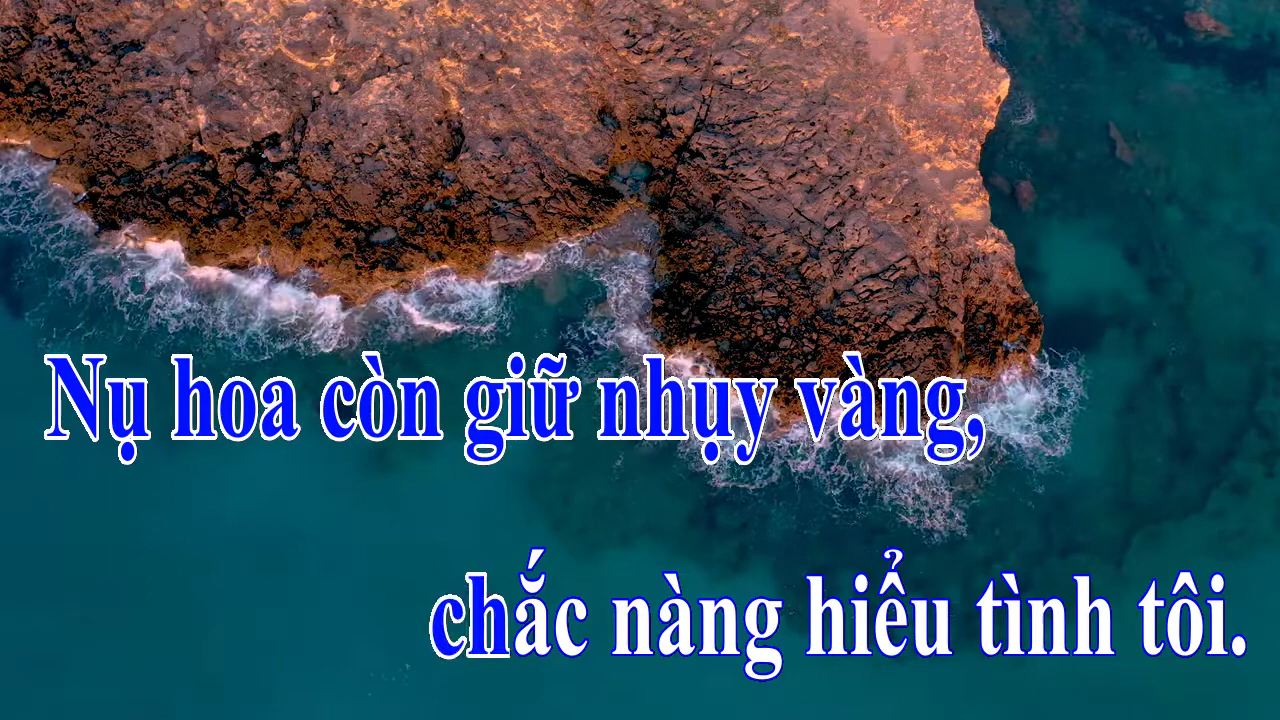 Nụ hoa còn giữ nhụy vàng,
chắc nàng hiểu tình tôi.